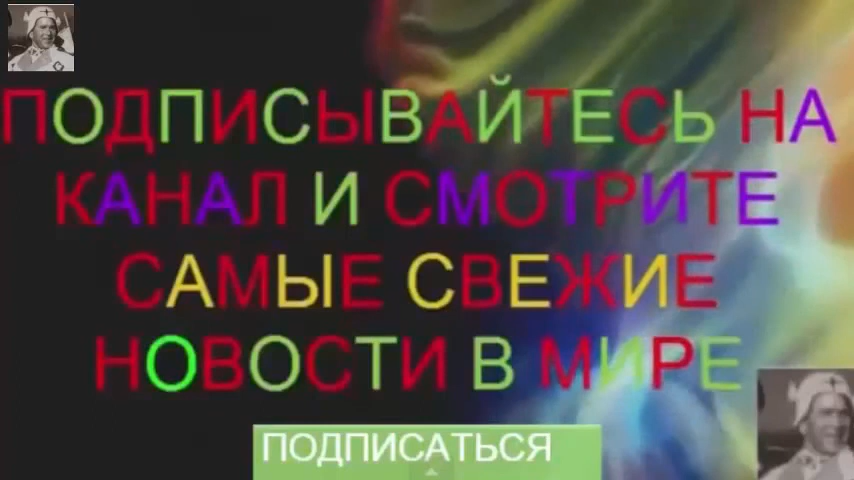 ПОДПИСЫВАЙТЕСЬ НА
КАНАЛ И СМОТРИТЕ
САМЫЕ СВЕЖИЕ
НОВОСТИ В МИРЕ
ПОДПИСАТЬСЯ